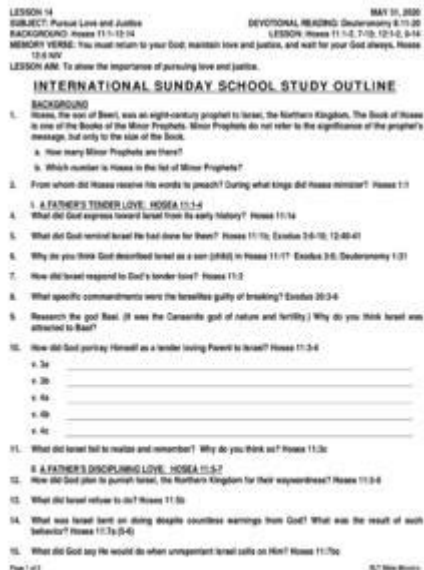 LESSON 14 MAY 31, 2020
SUBJECT: Pursue Love and Justice DEVOTIONAL READING: Deuteronomy 8:11-20
BACKGROUND: Hosea 11:1-12:14 LESSON: Hosea 11:1-2, 7-10; 12:1-2, 6-14
MEMORY VERSE: You must return to your God; maintain love and justice, and wait for your God always. Hosea
12:6 NIV
LESSON AIM: To show the importance of pursuing love and justice.
INTERNATIONAL SUNDAY SCHOOL STUDY OUTLINE
BACKGROUND
1. Hosea, the son of Beeri, was an eight-century prophet to Israel, the Northern Kingdom. The Book of Hosea
is one of the Books of the Minor Prophets. Minor Prophets do not refer to the significance of the prophet's
message, but only to the size of the Book.
a. How many Minor Prophets are there?
b. Which number is Hosea in the list of Minor Prophets?
2. From whom did Hosea receive his words to preach? During what kings did Hosea minister? Hosea 1:1
I. A FATHER'S TENDER LOVE: HOSEA 11:1-4
4. What did God express toward Israel from its early history? Hosea 11:1a
5. What did God remind Israel He had done for them? Hosea 11:1b; Exodus 3:6-10; 12:40-41
6. Why do you think God described Israel as a son (child) in Hosea 11:1? Exodus Deuteronomy 1:31
7. How did Israel respond to God's tender love? Hosea 11:2
8. What specific commandments were the Israelites guilty of breaking? Exodus 20:3-6
9. Research the god Baal. (It was the Canaanite god of nature and fertility.) Why do you think Israel was
attracted to Baal?
10. How did God portray Himself as a tender loving Parent to Israel? Hosea 11:3-4
v. 3a
v. 3b
v. 4a
v. 4b
v. 4c
11. What did Israel fail to realize and remember? Why do you think so? Hosea 11:3c
II. A FATHER'S DISCIPLINING LOVE: HOSEA 11:5-7
12. How did God plan to punish Israel, the Northern Kingdom for their waywardness? Hosea
13. What did Israel refuse to do? Hosea 11:5b
14. What was Israel bent on doing despite countless warnings from God? What was the result of such
behavior? Hosea 11:7a (5-6)
15. What did God say He would do when unrepentant Israel calls on Him? Hosea
Page 1 of 2